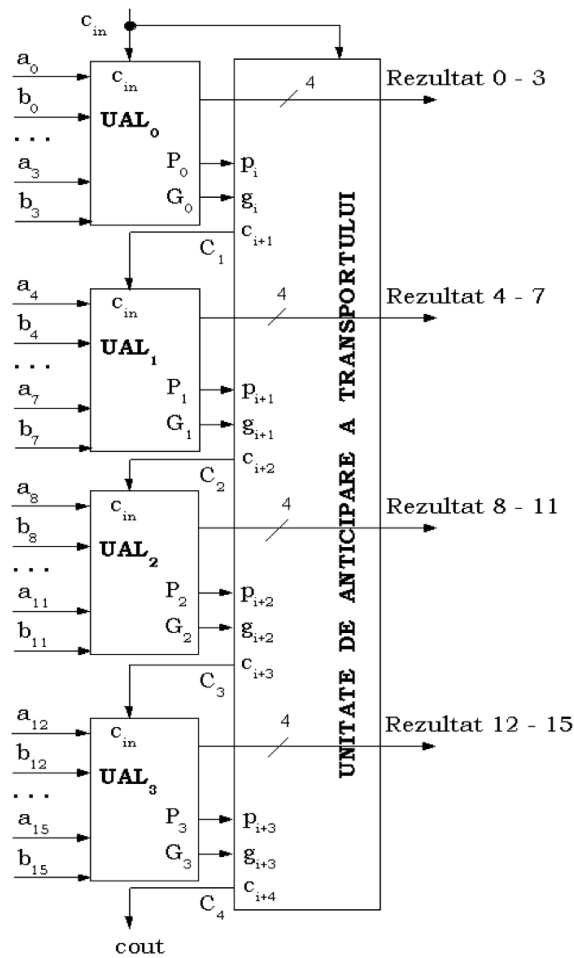 c_in
a_0
b_0
...
a_3
b_3
c_in
UAL_0
P_0
G_0
p_i
g_i
c_i+1
C_1
4
Rezultat 0 - 3
a_4
b_4
...
a_7
b_7
c_in
UAL_1
P_1
G_1
p_i+1
g_i+1
c_i+2
C_2
4
Rezultat 4 - 7
a_8
b_8
...
a_11
b_11
c_in
UAL_2
P_2
G_2
p_i+2
g_i+2
c_i+3
C_3
4
Rezultat 8 - 11
a_12
b_12
...
a_15
b_15
c_in
UAL_3
P_3
G_3
p_i+3
g_i+3
c_i+4
C_4
4
Rezultat 12 - 15
cout
UNITATE DE ANTICIPARE A TRANSPORTULUI